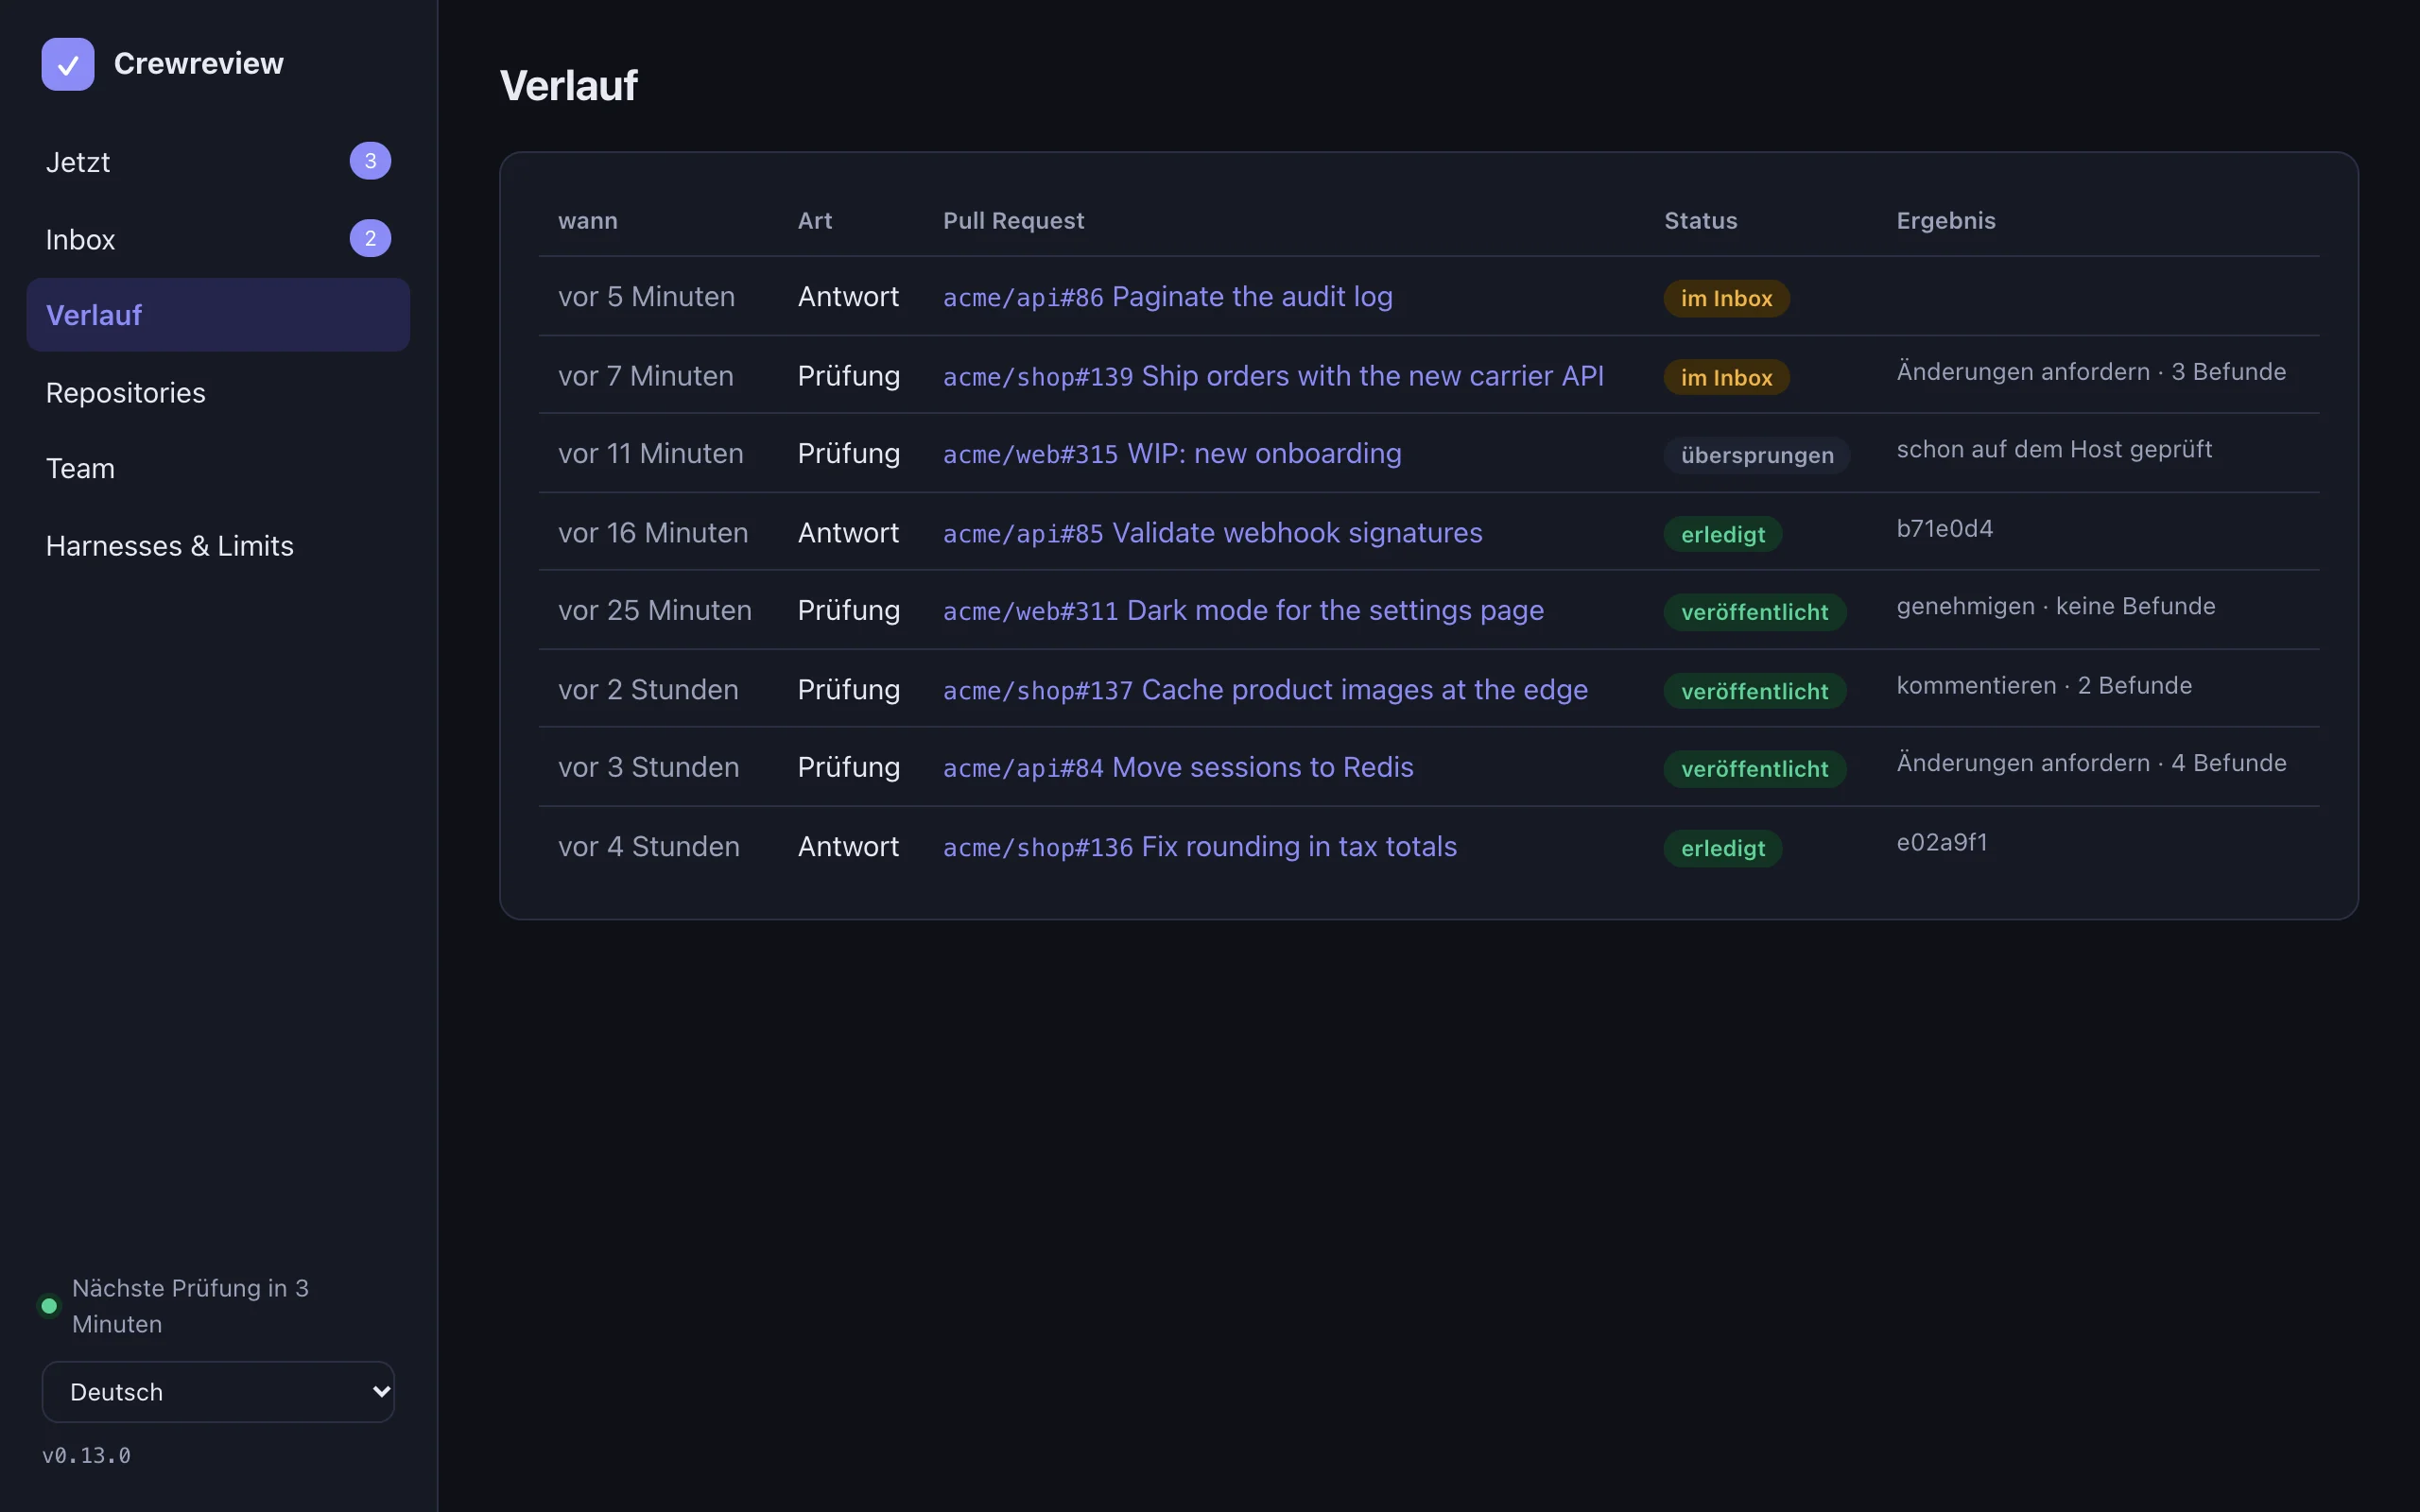 Crewreview
Jetzt 3
Inbox 2
Verlauf
Repositories
Team
Harnesses & Limits
Nächste Prüfung in 3
Minuten
Deutsch
v0.13.0
Verlauf
wann Art Pull Request Status Ergebnis
vor 5 Minuten Antwort acme/api#86 Paginate the audit log im Inbox
vor 7 Minuten Prüfung acme/shop#139 Ship orders with the new carrier API im Inbox Änderungen anfordern · 3 Befunde
vor 11 Minuten Prüfung acme/web#315 WIP: new onboarding übersprungen schon auf dem Host geprüft
vor 16 Minuten Antwort acme/api#85 Validate webhook signatures erledigt b71e0d4
vor 25 Minuten Prüfung acme/web#311 Dark mode for the settings page veröffentlicht genehmigen · keine Befunde
vor 2 Stunden Prüfung acme/shop#137 Cache product images at the edge veröffentlicht kommentieren · 2 Befunde
vor 3 Stunden Prüfung acme/api#84 Move sessions to Redis veröffentlicht Änderungen anfordern · 4 Befunde
vor 4 Stunden Antwort acme/shop#136 Fix rounding in tax totals erledigt e02a9f1